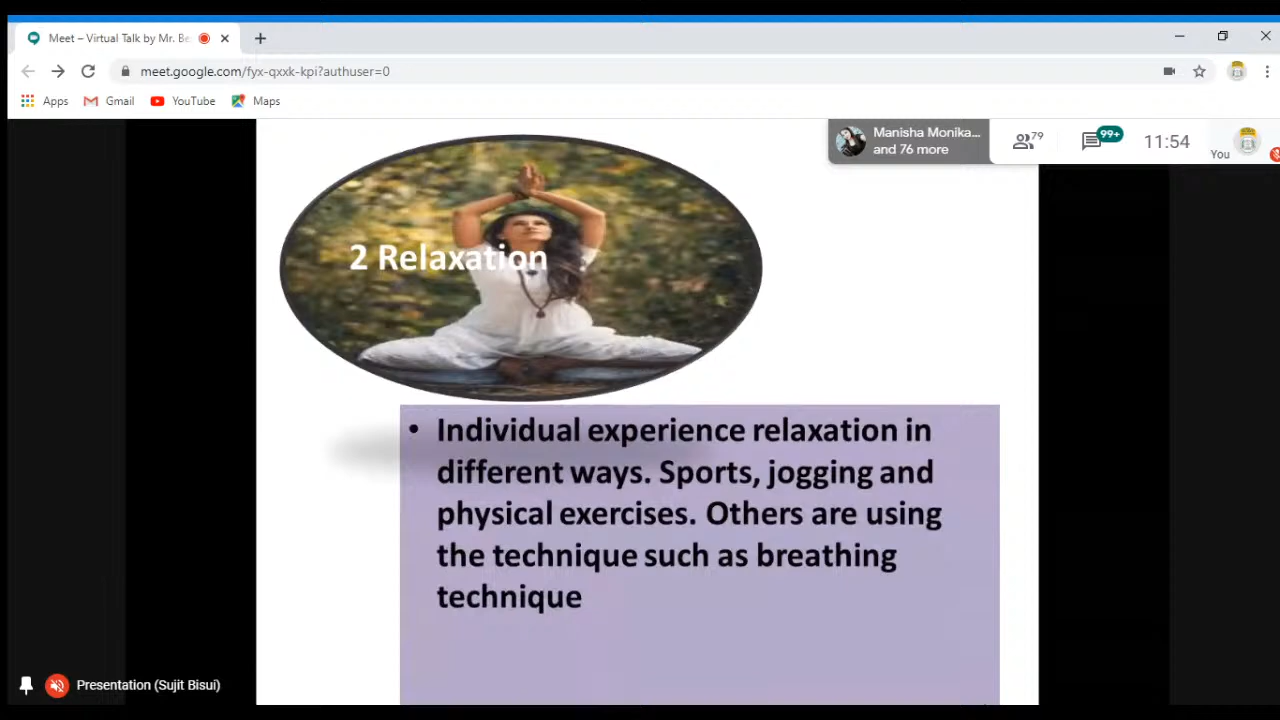 Meet – Virtual Talk by Mr. Be
meet.google.com/fyx-qxxk-kpi?authuser=0
Apps Gmail YouTube Maps
Manisha Monika...
and 76 more
79
99+
11:54
You
2 Relaxation
• Individual experience relaxation in
different ways. Sports, jogging and
physical exercises. Others are using
the technique such as breathing
technique
Presentation (Sujit Bisui)